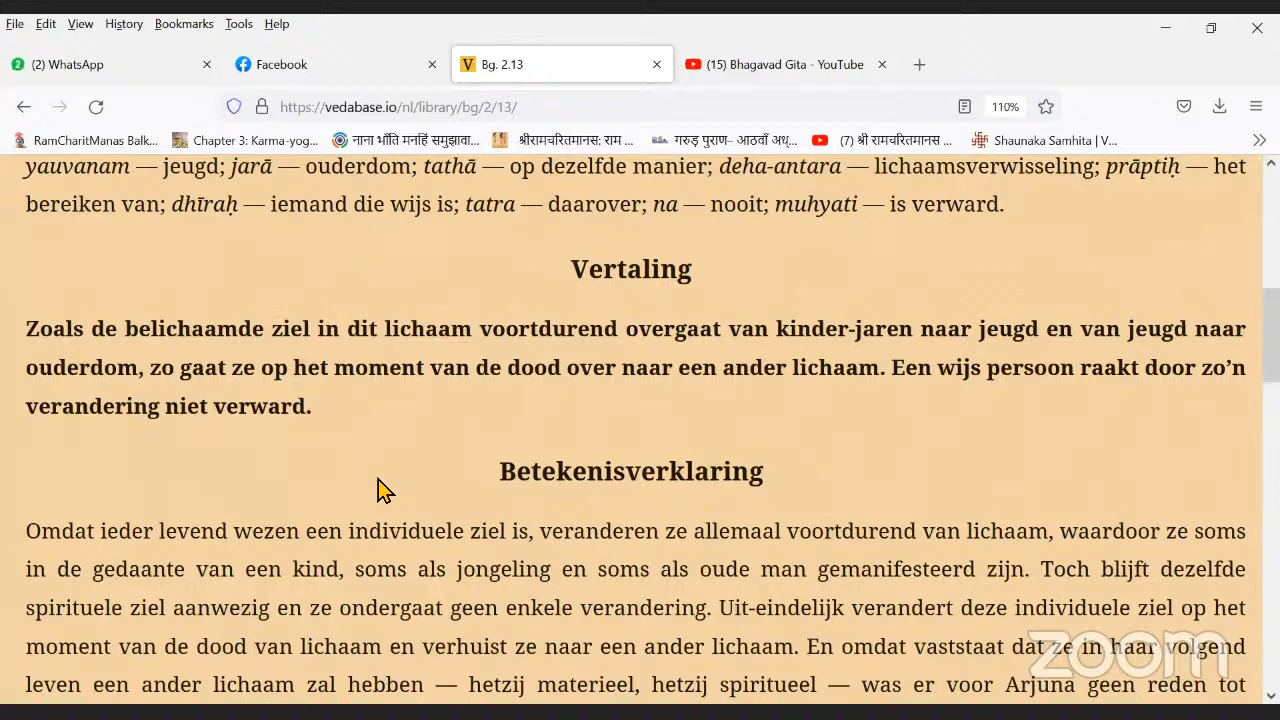 File Edit View History Bookmarks Tools Help
2 (2) WhatsApp Facebook V Bg. 2.13 (15) Bhagavad Gita - YouTube
https://vedabase.io/nl/library/bg/2/13/ 110%
RamCharitManas Balk... Chapter 3: Karma-yog... नाना भाँति मनहिं समुझावा... श्रीरामचरितमानस: राम ... गरुड़ पुराण – आठवाँ अध्... (7) श्री रामचरितमानस ... Shaunaka Samhita | V...
yauvanam — jeugd; jarā — ouderdom; tathā — op dezelfde manier; deha-antara — lichaamsverwisseling; prāptiḥ — het
bereiken van; dhīraḥ — iemand die wijs is; tatra — daarover; na — nooit; muhyati — is verward.
Vertaling
Zoals de belichaamde ziel in dit lichaam voortdurend overgaat van kinder-jaren naar jeugd en van jeugd naar
ouderdom, zo gaat ze op het moment van de dood over naar een ander lichaam. Een wijs persoon raakt door zo’n
verandering niet verward.
Betekenisverklaring
Omdat ieder levend wezen een individuele ziel is, veranderen ze allemaal voortdurend van lichaam, waardoor ze soms
in de gedaante van een kind, soms als jongeling en soms als oude man gemanifesteerd zijn. Toch blijft dezelfde
spirituele ziel aanwezig en ze ondergaat geen enkele verandering. Uit-eindelijk verandert deze individuele ziel op het
moment van de dood van lichaam en verhuist ze naar een ander lichaam. En omdat vaststaat dat ze in haar volgend
leven een ander lichaam zal hebben — hetzij materieel, hetzij spiritueel — was er voor Arjuna geen reden tot
zoom